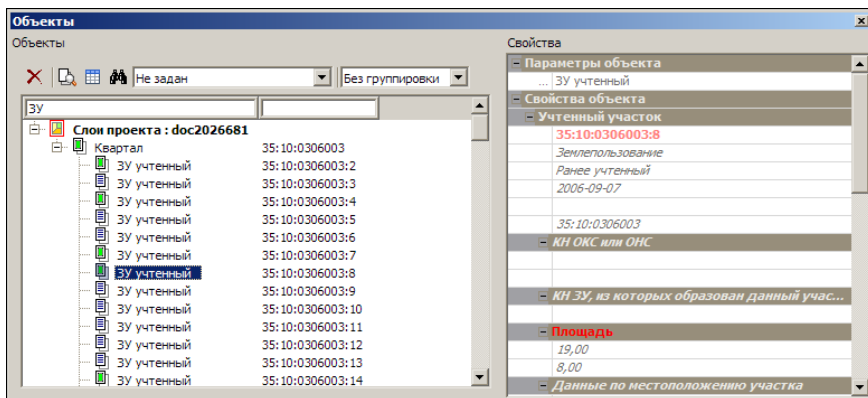 Объекты
Объекты
Не задан
Без группировки
ЗУ
Слои проекта : doc2026681
Квартал 35:10:0306003
ЗУ учтенный 35:10:0306003:2
ЗУ учтенный 35:10:0306003:3
ЗУ учтенный 35:10:0306003:4
ЗУ учтенный 35:10:0306003:5
ЗУ учтенный 35:10:0306003:6
ЗУ учтенный 35:10:0306003:7
ЗУ учтенный 35:10:0306003:8
ЗУ учтенный 35:10:0306003:9
ЗУ учтенный 35:10:0306003:10
ЗУ учтенный 35:10:0306003:11
ЗУ учтенный 35:10:0306003:12
ЗУ учтенный 35:10:0306003:13
ЗУ учтенный 35:10:0306003:14
Свойства
Параметры объекта
... ЗУ учтенный
Свойства объекта
Учтенный участок
35:10:0306003:8
Землепользование
Ранее учтенный
2006-09-07
35:10:0306003
КН ОКС или ОНС
КН ЗУ, из которых образован данный учас...
Площадь
19,00
8,00
Данные по местоположению участка